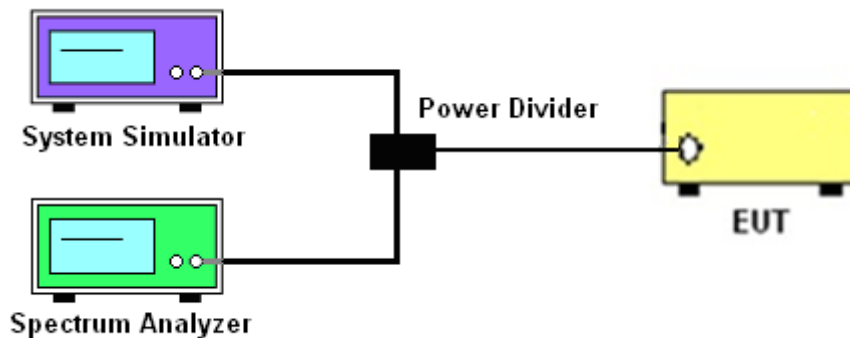 System Simulator
Power Divider
EUT
Spectrum Analyzer